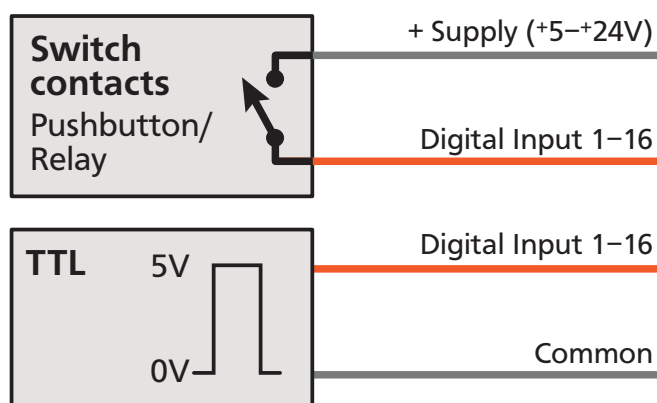 Switch
contacts
Pushbutton/
Relay
+ Supply (+5–+24V)
Digital Input 1–16
TTL
5V
0V
Digital Input 1–16
Common